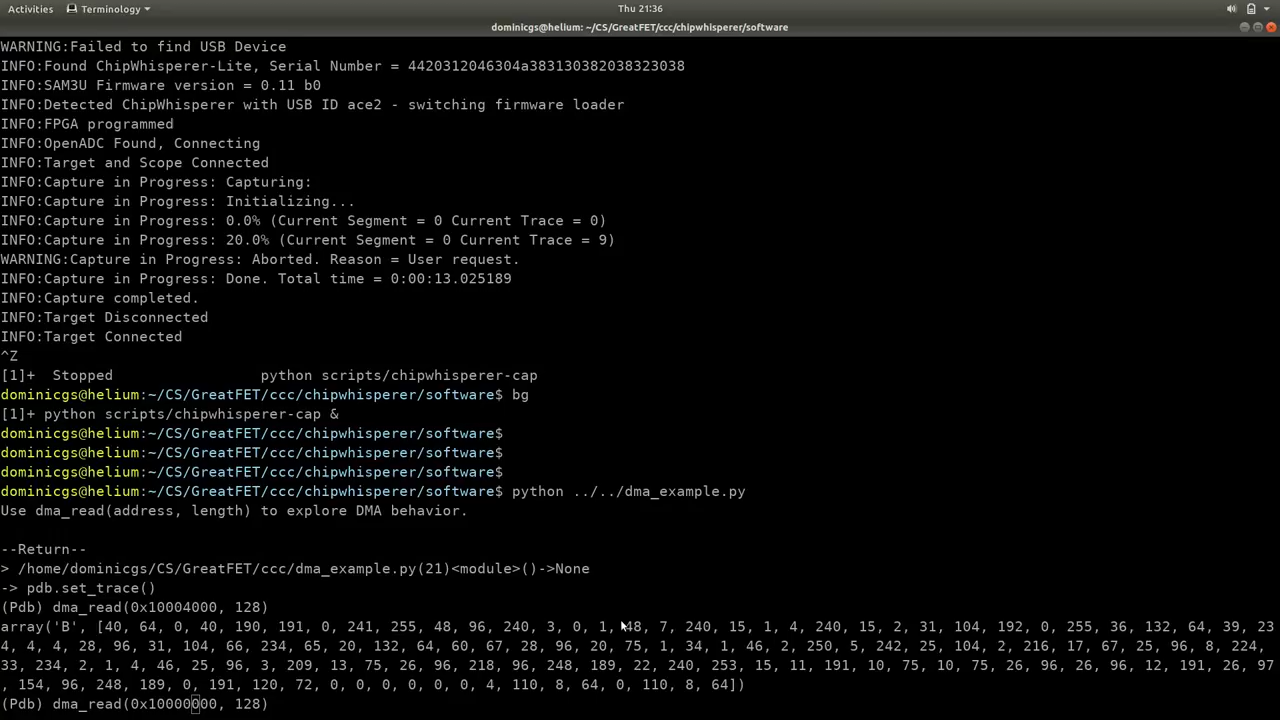 Activities
Terminology
Thu 21:36
dominicgs@helium: ~/CS/GreatFET/ccc/chipwhisperer/software
WARNING:Failed to find USB Device
INFO:Found ChipWhisperer-Lite, Serial Number = 4420312046304a383130382038323038
INFO:SAM3U Firmware version = 0.11 b0
INFO:Detected ChipWhisperer with USB ID ace2 - switching firmware loader
INFO:FPGA programmed
INFO:OpenADC Found, Connecting
INFO:Target and Scope Connected
INFO:Capture in Progress: Capturing:
INFO:Capture in Progress: Initializing...
INFO:Capture in Progress: 0.0% (Current Segment = 0 Current Trace = 0)
INFO:Capture in Progress: 20.0% (Current Segment = 0 Current Trace = 9)
WARNING:Capture in Progress: Aborted. Reason = User request.
INFO:Capture in Progress: Done. Total time = 0:00:13.025189
INFO:Capture completed.
INFO:Target Disconnected
INFO:Target Connected
^Z
[1]+  Stopped                 python scripts/chipwhisperer-cap
dominicgs@helium:~/CS/GreatFET/ccc/chipwhisperer/software$ bg
[1]+ python scripts/chipwhisperer-cap &
dominicgs@helium:~/CS/GreatFET/ccc/chipwhisperer/software$
dominicgs@helium:~/CS/GreatFET/ccc/chipwhisperer/software$
dominicgs@helium:~/CS/GreatFET/ccc/chipwhisperer/software$
dominicgs@helium:~/CS/GreatFET/ccc/chipwhisperer/software$ python ../../dma_example.py
Use dma_read(address, length) to explore DMA behavior.
--Return--
> /home/dominicgs/CS/GreatFET/ccc/dma_example.py(21)<module>()->None
-> pdb.set_trace()
(Pdb) dma_read(0x10004000, 128)
array('B', [40, 64, 0, 40, 190, 191, 0, 241, 255, 48, 96, 240, 3, 0, 1, 48, 7, 240, 15, 1, 4, 240, 15, 2, 31, 104, 192, 0, 255, 36, 132, 64, 39, 23
4, 4, 4, 28, 96, 31, 104, 66, 234, 65, 20, 132, 64, 60, 67, 28, 96, 20, 75, 1, 34, 1, 46, 2, 250, 5, 242, 25, 104, 2, 216, 17, 67, 25, 96, 8, 224,
33, 234, 2, 1, 4, 46, 25, 96, 3, 209, 13, 75, 26, 96, 218, 96, 248, 189, 22, 240, 253, 15, 11, 191, 10, 75, 10, 75, 26, 96, 26, 96, 12, 191, 26, 97
, 154, 96, 248, 189, 0, 191, 120, 72, 0, 0, 0, 0, 0, 0, 4, 110, 8, 64, 0, 110, 8, 64])
(Pdb) dma_read(0x10000000, 128)